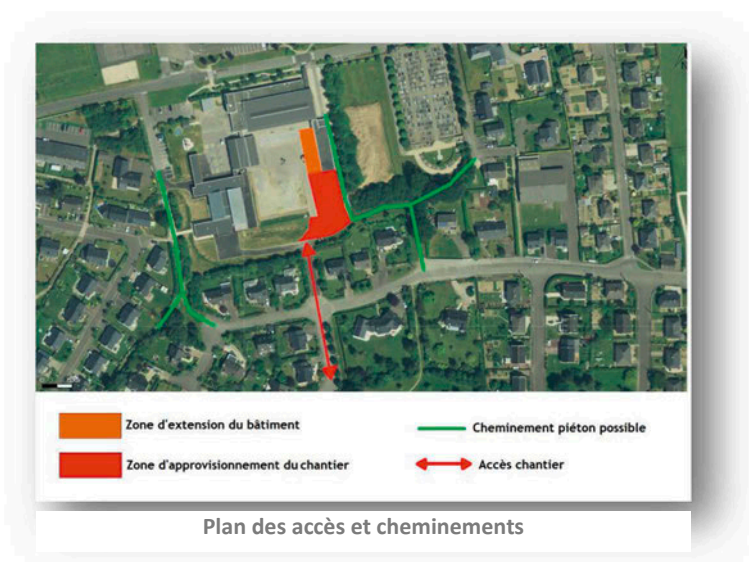 Zone d'extension du bâtiment
Cheminement piéton possible
Zone d'approvisionnement du chantier
Accès chantier
Plan des accès et cheminements